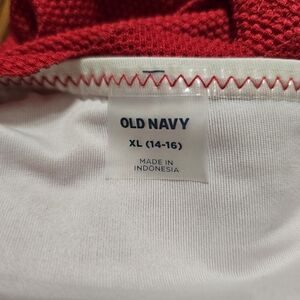 OLD NAVY
XL (14-16)
MADE IN
INDONESIA